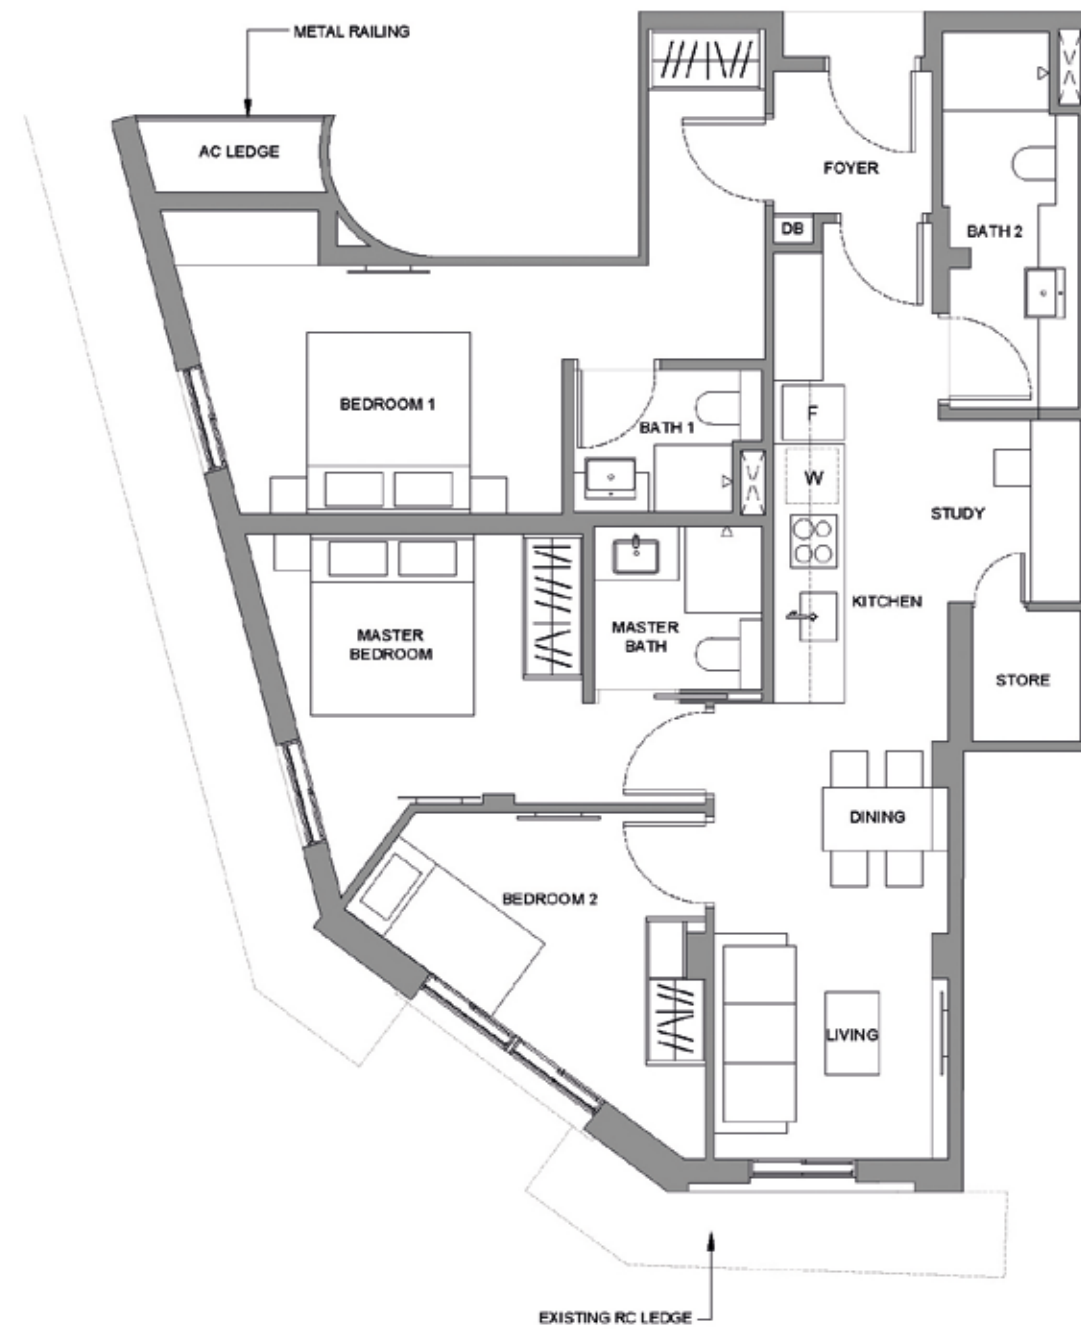 METAL RAILING
AC LEDGE
FOYER
DB
BATH 2
BEDROOM 1
F
BATH 1
W
STUDY
KITCHEN
MASTER
BEDROOM
MASTER
BATH
STORE
DINING
BEDROOM 2
LIVING
EXISTING RC LEDGE